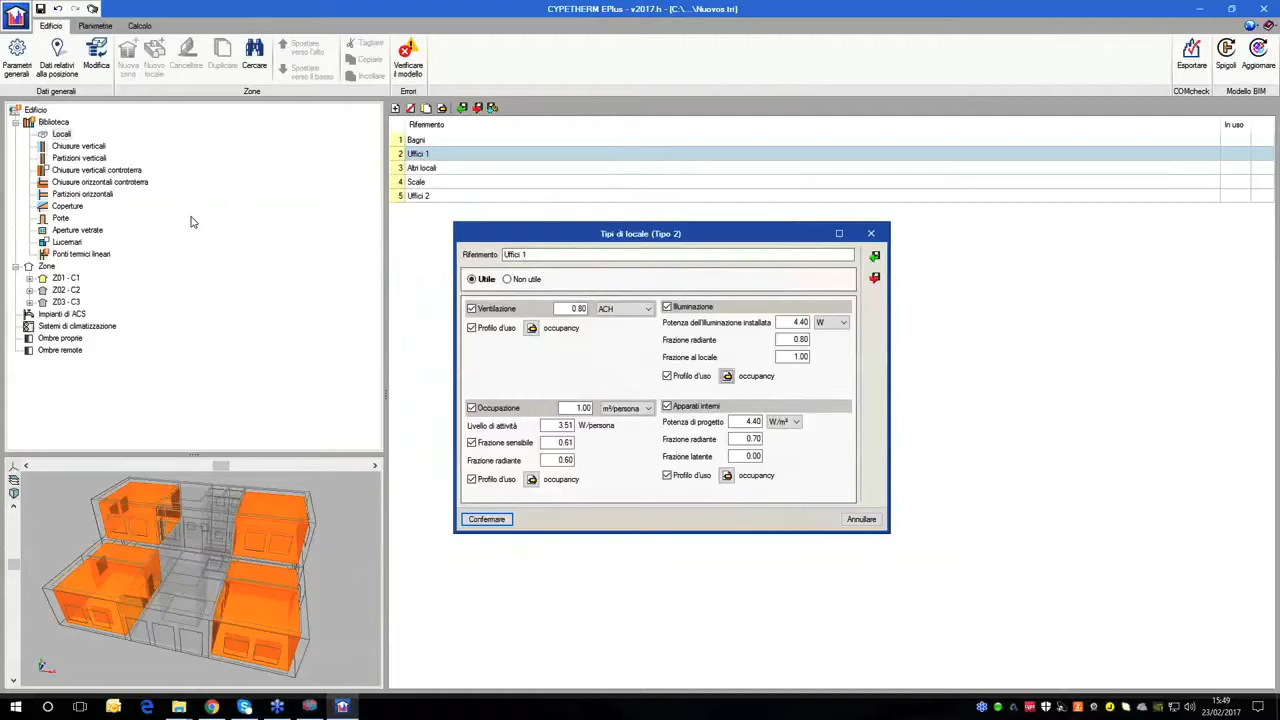 CYPETHERM EPlus - v2017.h - [C:\...\Nuovos.tri]
Edificio Planimetrie Calcolo
Parametri generali
Dati relativi alla posizione
Modifica
Nuova zona
Nuovo locale
Cancellare
Duplicare
Cercare
Spostare verso l'alto
Spostare verso il basso
Tagliare
Copiare
Incollare
Verificare il modello
Esportare
Spigoli
Aggiornare
Dati generali
Zone
Errori
COMcheck
Modello BIM
Edificio
Biblioteca
Locali
Chiusure verticali
Partizioni verticali
Chiusure verticali controterra
Chiusure orizzontali controterra
Partizioni orizzontali
Coperture
Porte
Aperture vetrate
Lucernari
Ponti termici lineari
Zone
Z01 - C1
Z02 - C2
Z03 - C3
Impianti di ACS
Sistemi di climatizzazione
Ombre proprie
Ombre remote
Riferimento In uso
1 Bagni
2 Uffici 1
3 Altri locali
4 Scale
5 Uffici 2
Tipi di locale (Tipo 2)
Riferimento Uffici 1
Utile Non utile
Ventilazione 0.80 ACH
Profilo d'uso occupancy
Illuminazione
Potenza dell'illuminazione installata 4.40 W
Frazione radiante 0.80
Frazione al locale 1.00
Profilo d'uso occupancy
Occupazione 1.00 m²/persona
Livello di attività 3.51 W/persona
Frazione sensibile 0.61
Frazione radiante 0.60
Profilo d'uso occupancy
Apparati interni
Potenza di progetto 4.40 W/m²
Frazione radiante 0.70
Frazione latente 0.00
Profilo d'uso occupancy
Confermare Annullare
15:49
23/02/2017